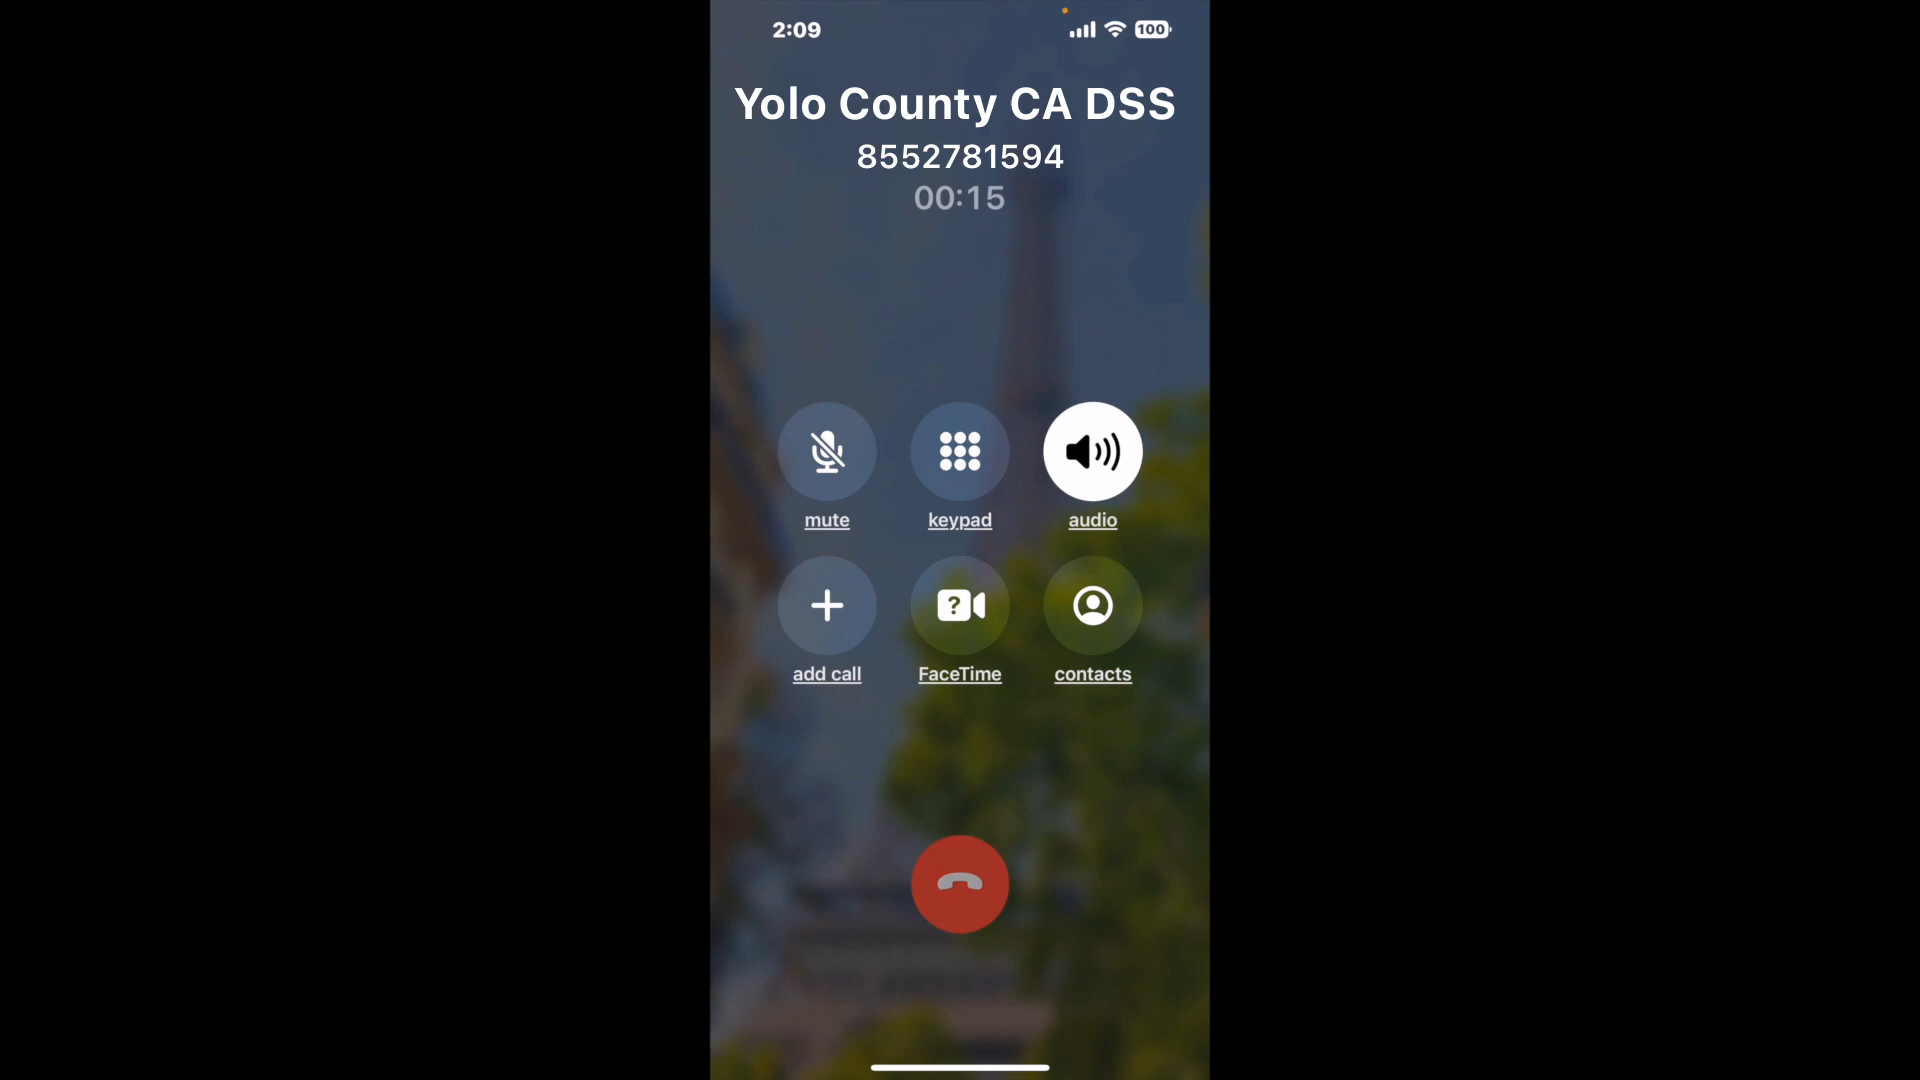 2:09
100
Yolo County CA DSS
8552781594
00:15
mute
keypad
audio
?
add call
FaceTime
contacts